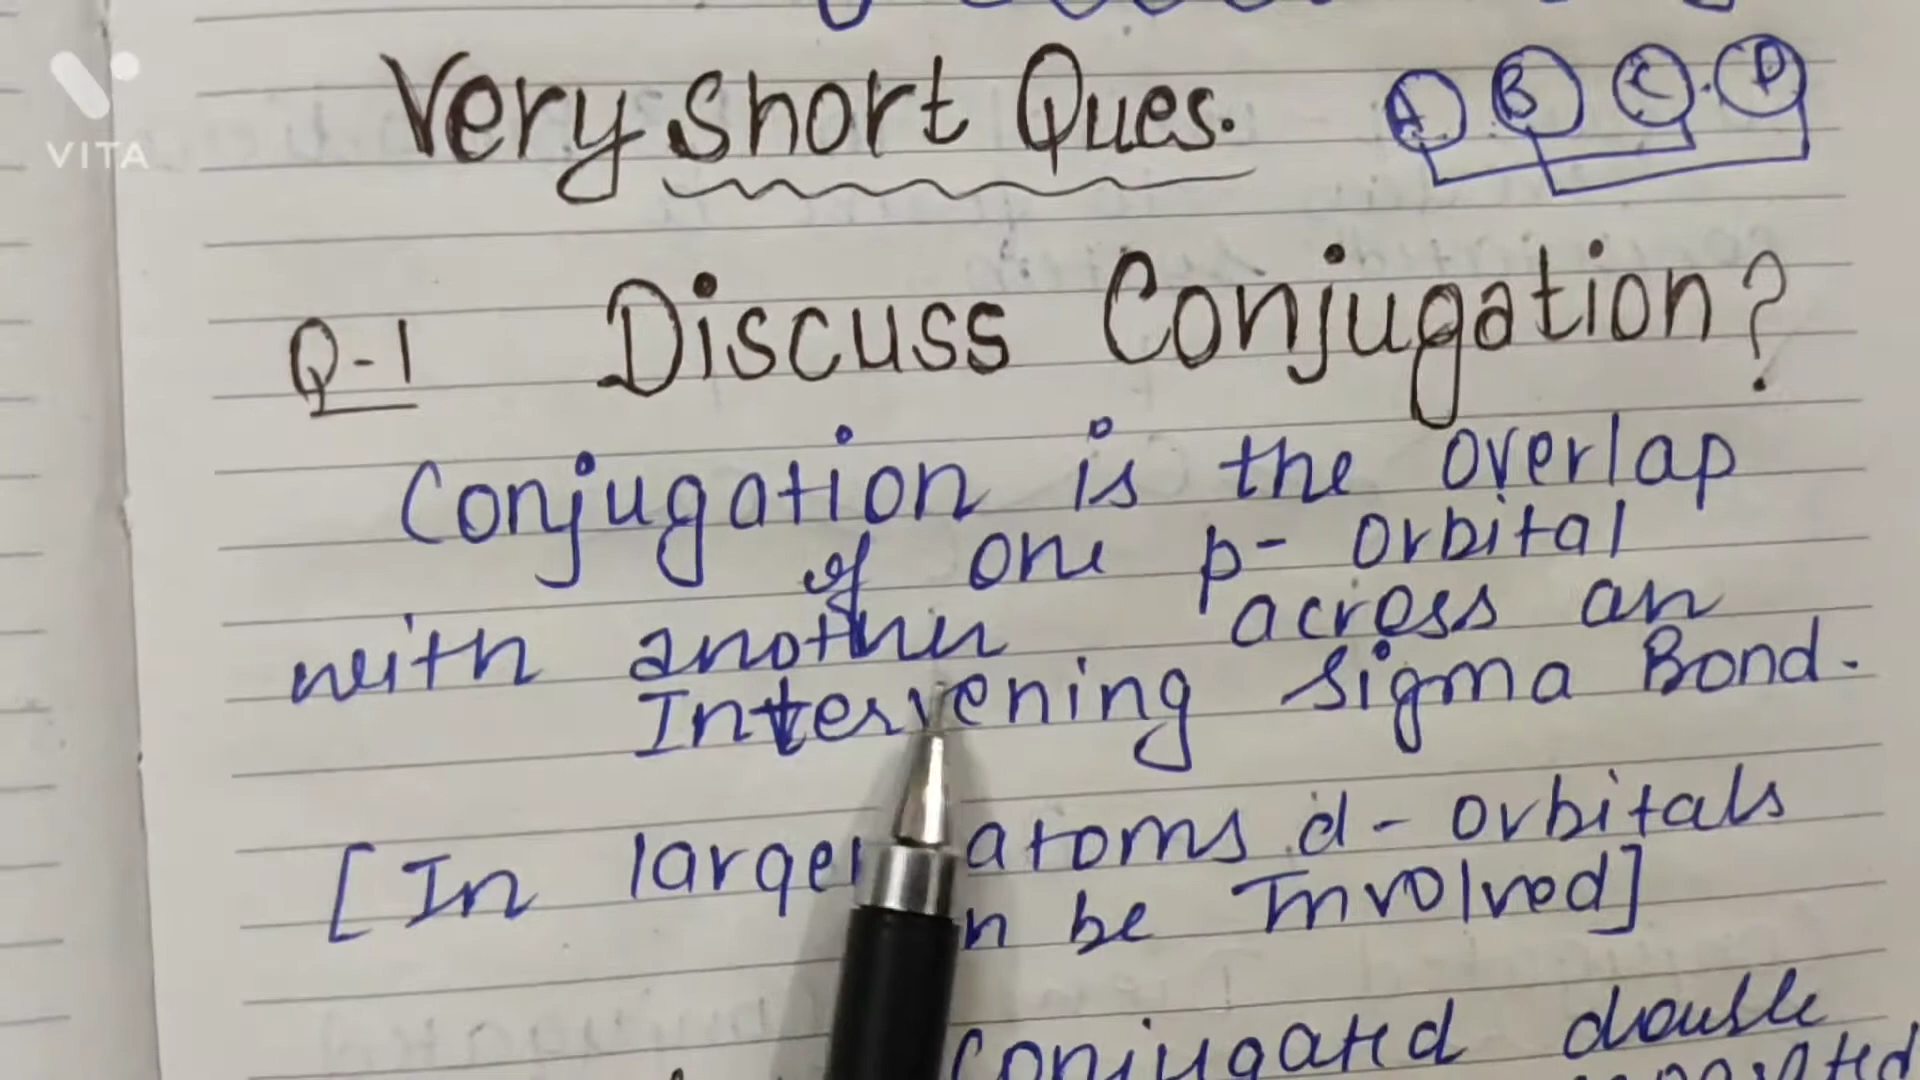 VITA
Very short Ques.
A B C D
Q-1 Discuss Conjugation?
Conjugation is the overlap
of one p- orbital
with another across an
Intervening sigma Bond.
[In larger atoms d- orbitals
be Involved]
conjugated double